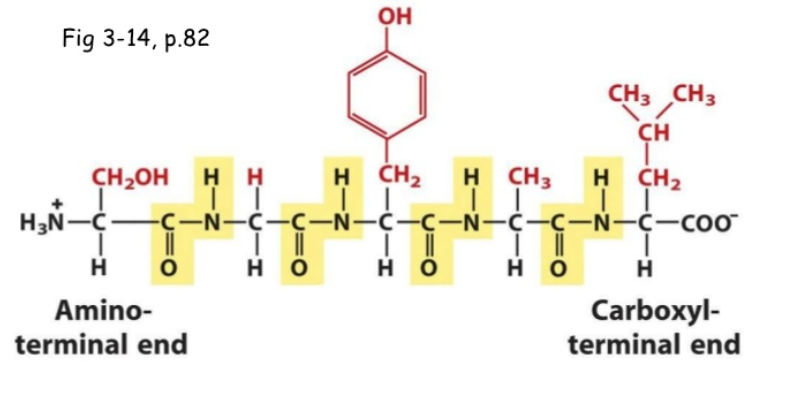 Fig 3-14, p.82
OH
CH₃ CH₃
CH
CH₂OH H H H CH₂ H CH₃ H CH₂
H₃N⁺—C—C—N—C—C—N—C—C—N—C—C—N—C—COO⁻
H O H O H O H O H
Amino-
terminal end
Carboxyl-
terminal end